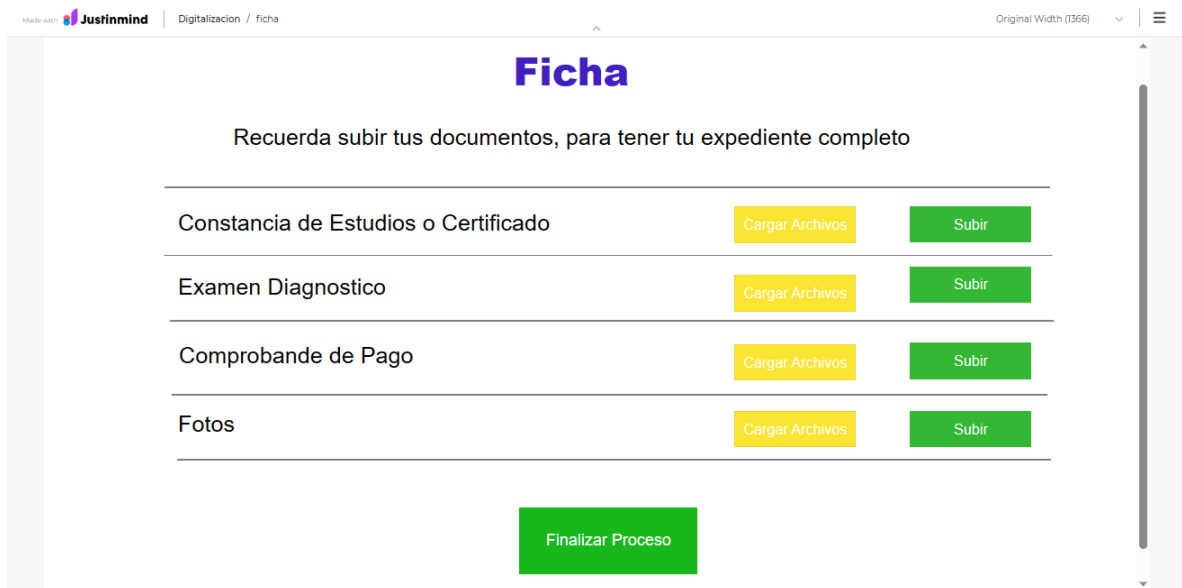 Made with Justinmind Digitalizacion / ficha Original Width (1366)
Ficha
Recuerda subir tus documentos, para tener tu expediente completo
Constancia de Estudios o Certificado Cargar Archivos Subir
Examen Diagnostico Cargar Archivos Subir
Comprobande de Pago Cargar Archivos Subir
Fotos Cargar Archivos Subir
Finalizar Proceso